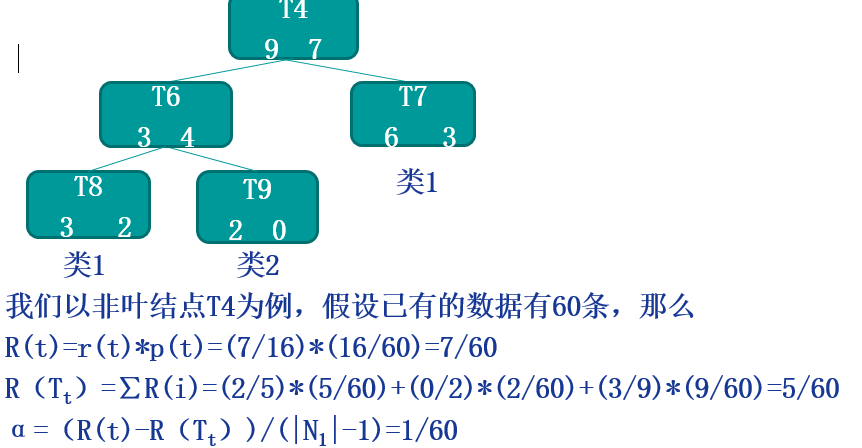 T4
9 7
T6
3 4
T7
6 3
T8
3 2
T9
2 0
类1
类1
类2
我们以非叶结点T4为例，假设已有的数据有60条，那么
R(t)=r(t)*p(t)=(7/16)*(16/60)=7/60
R（Tt）=∑R(i)=(2/5)*(5/60)+(0/2)*(2/60)+(3/9)*(9/60)=5/60
α=（R(t)-R（Tt））/(|N1|-1)=1/60